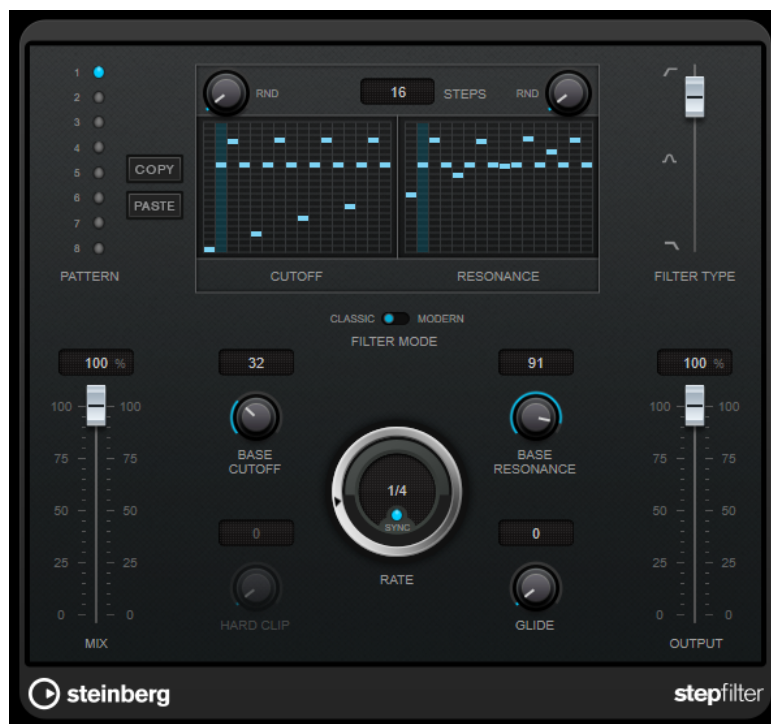 1
2
3
4
5
6
7
8
PATTERN
COPY
PASTE
RND
16
STEPS
RND
CUTOFF
RESONANCE
FILTER TYPE
CLASSIC
MODERN
FILTER MODE
100 %
32
91
100 %
100
100
75
75
50
50
25
25
0
0
MIX
BASE
CUTOFF
0
HARD CLIP
1/4
SYNC
RATE
BASE
RESONANCE
0
GLIDE
100
100
75
75
50
50
25
25
0
0
OUTPUT
steinberg
stepfilter